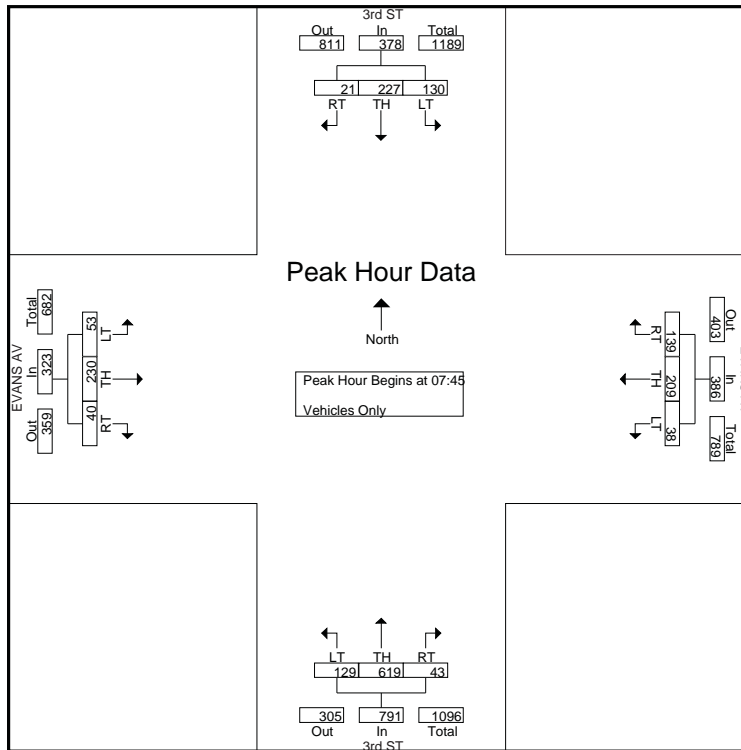 3rd ST
Out In Total
811 378 1189
21 227 130
RT TH LT
Peak Hour Data
North
Peak Hour Begins at 07:45
Vehicles Only
EVANS AV
Out In Total
359 323 682
40 230 53
RT TH LT
Out In Total
403 386 789
139 209 38
RT TH LT
LT TH RT
129 619 43
305 791 1096
Out In Total
3rd ST